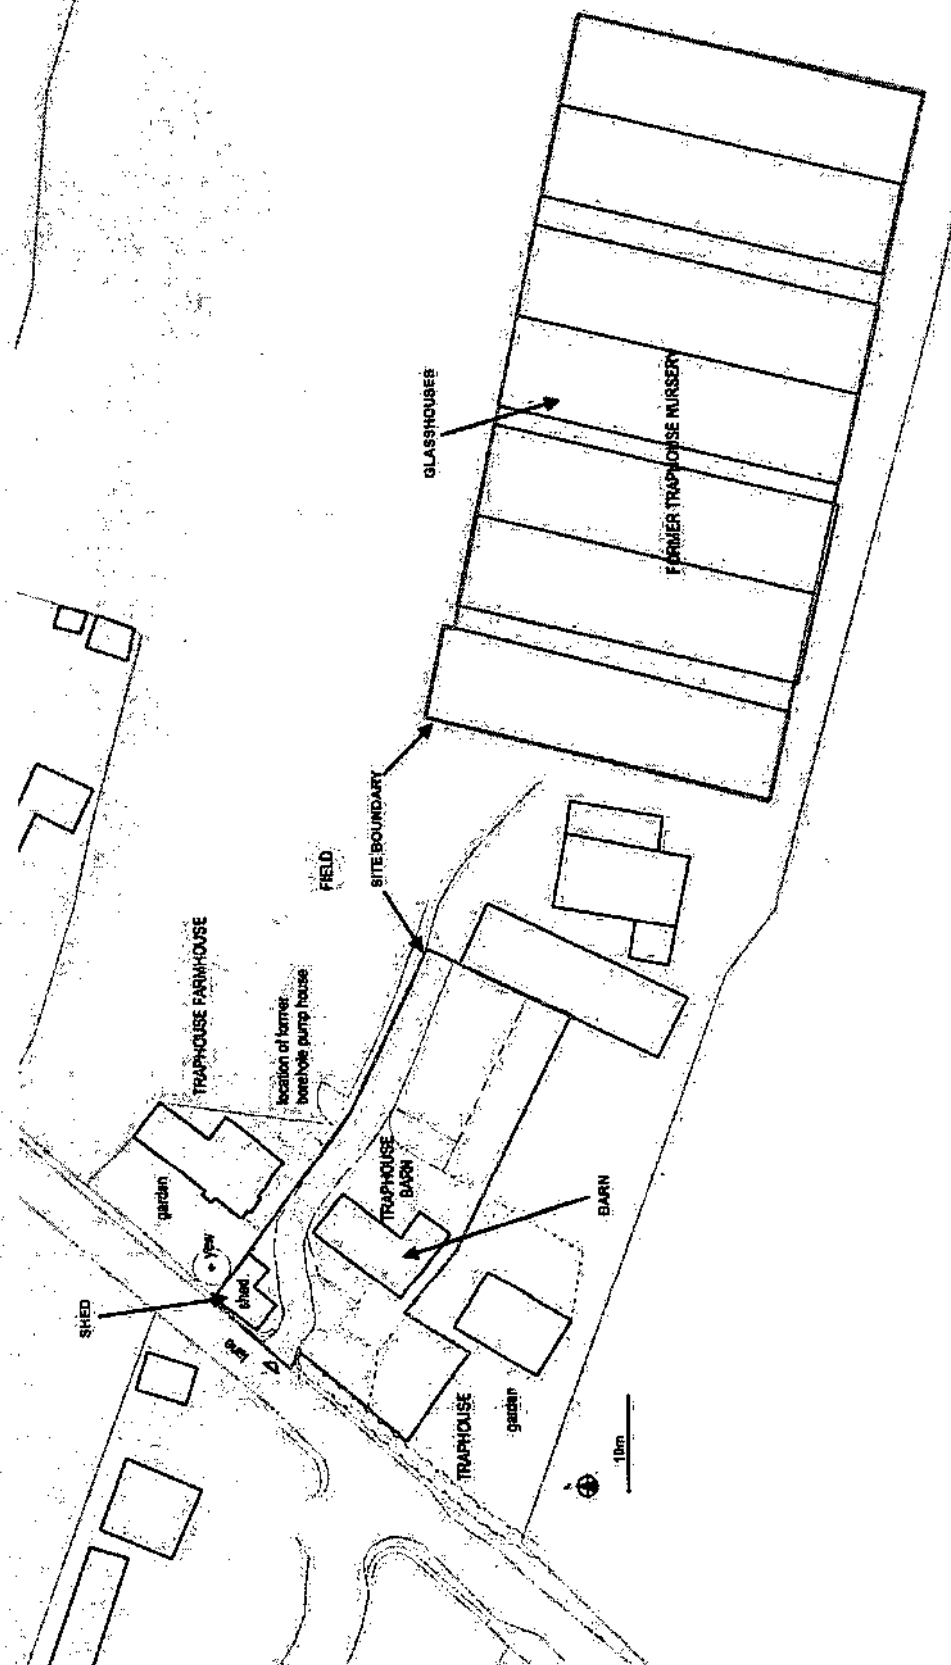 GLASSHOUSES
FORMER TRAPHOUSE NURSERY
SITE BOUNDARY
FIELD
TRAPHOUSE FARMHOUSE
location of former
borehole pump house
garden
yew
SHED
shed
lane
TRAPHOUSE
BARN
BARN
TRAPHOUSE
garden
10m